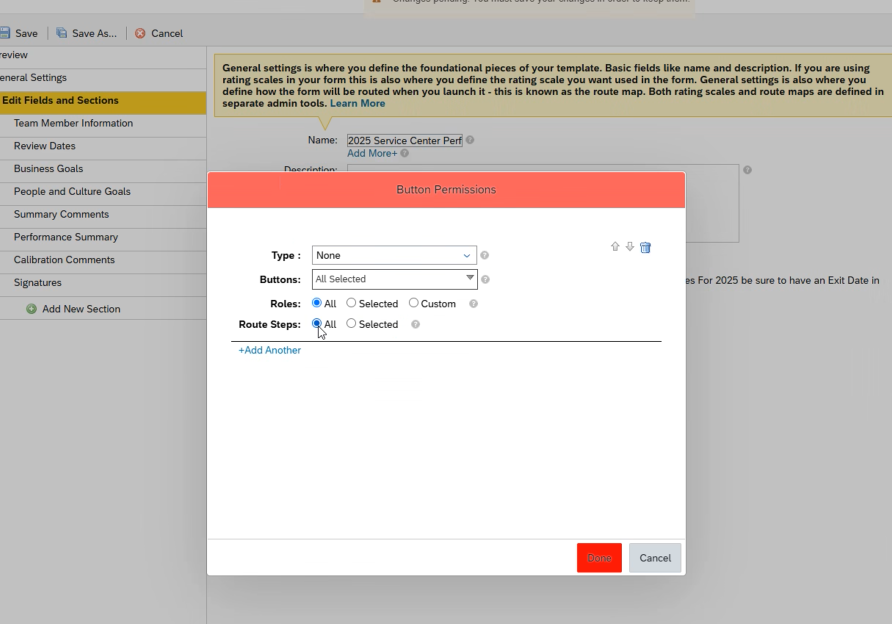 Changes pending. You must save your changes in order to keep them.
Save
Save As...
Cancel
General Settings
Edit Fields and Sections
Team Member Information
Review Dates
Business Goals
People and Culture Goals
Summary Comments
Performance Summary
Calibration Comments
Signatures
Add New Section
General settings is where you define the foundational pieces of your template. Basic fields like name and description. If you are using
rating scales in your form this is also where you define the rating scale you want used in the form. General settings is also where you
define how the form will be routed when you launch it - this is known as the route map. Both rating scales and route maps are defined in
separate admin tools. Learn More
Name: 2025 Service Center Perf
Add More+
Description:
Button Permissions
Type : None
Buttons: All Selected
Roles: All Selected Custom
Route Steps: All Selected
+Add Another
Done
Cancel
For 2025 be sure to have an Exit Date in